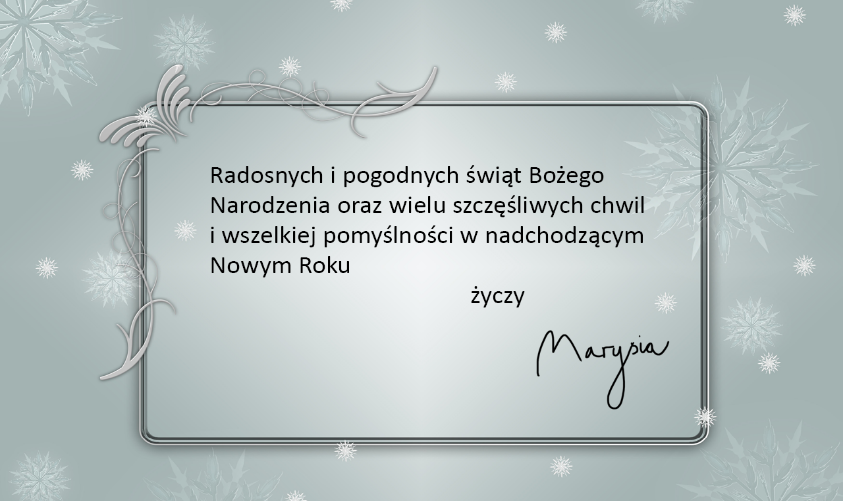 Radosnych i pogodnych świąt Bożego
Narodzenia oraz wielu szczęśliwych chwil
i wszelkiej pomyślności w nadchodzącym
Nowym Roku
życzy
Marysia